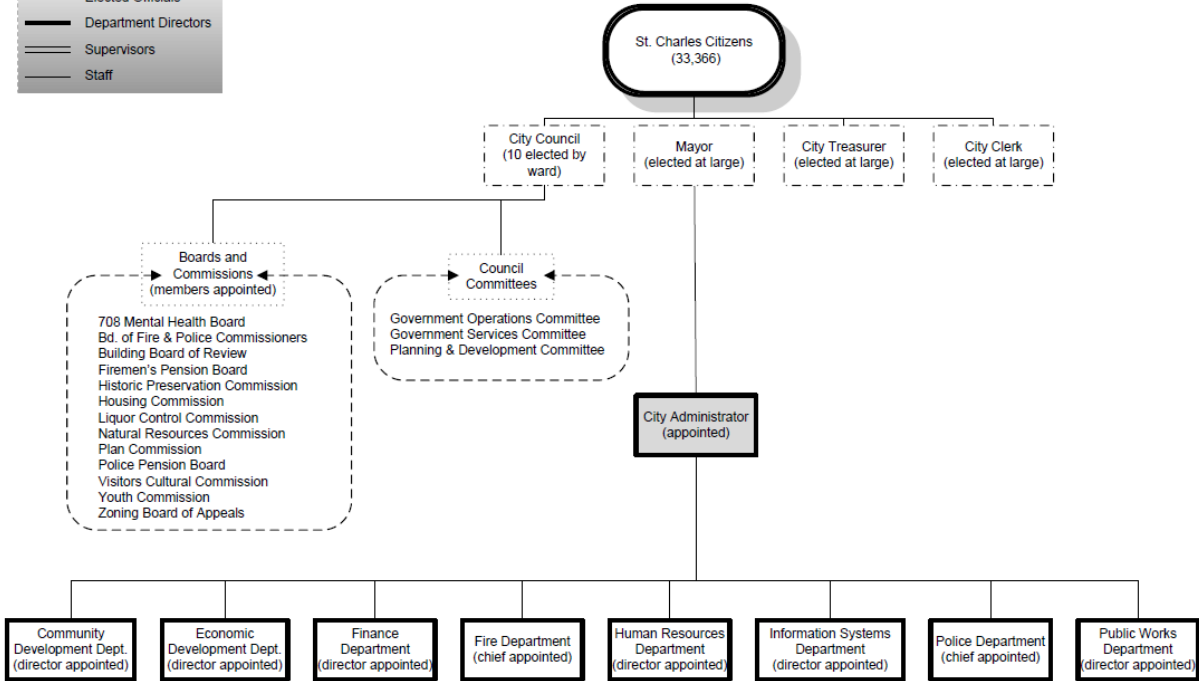 Elected Officials
Department Directors
Supervisors
Staff
St. Charles Citizens
(33,366)
City Council
(10 elected by
ward)
Mayor
(elected at large)
City Treasurer
(elected at large)
City Clerk
(elected at large)
Boards and
Commissions
(members appointed)
708 Mental Health Board
Bd. of Fire & Police Commissioners
Building Board of Review
Firemen's Pension Board
Historic Preservation Commission
Housing Commission
Liquor Control Commission
Natural Resources Commission
Plan Commission
Police Pension Board
Visitors Cultural Commission
Youth Commission
Zoning Board of Appeals
Council
Committees
Government Operations Committee
Government Services Committee
Planning & Development Committee
City Administrator
(appointed)
Community
Development Dept.
(director appointed)
Economic
Development Dept.
(director appointed)
Finance
Department
(director appointed)
Fire Department
(chief appointed)
Human Resources
Department
(director appointed)
Information Systems
Department
(director appointed)
Police Department
(chief appointed)
Public Works
Department
(director appointed)